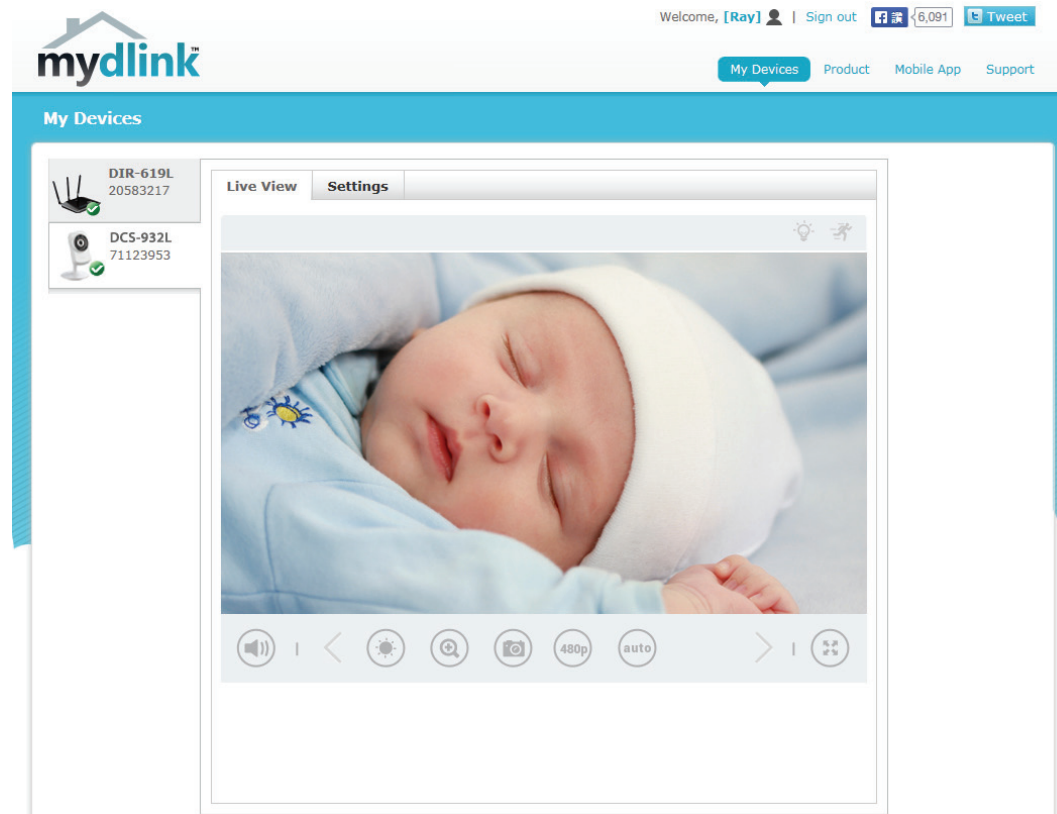 Welcome, [Ray] | Sign out 讚 6,091 Tweet
mydlink™
My Devices Product Mobile App Support
My Devices
DIR-619L
20583217
DCS-932L
71123953
Live View Settings
480p auto